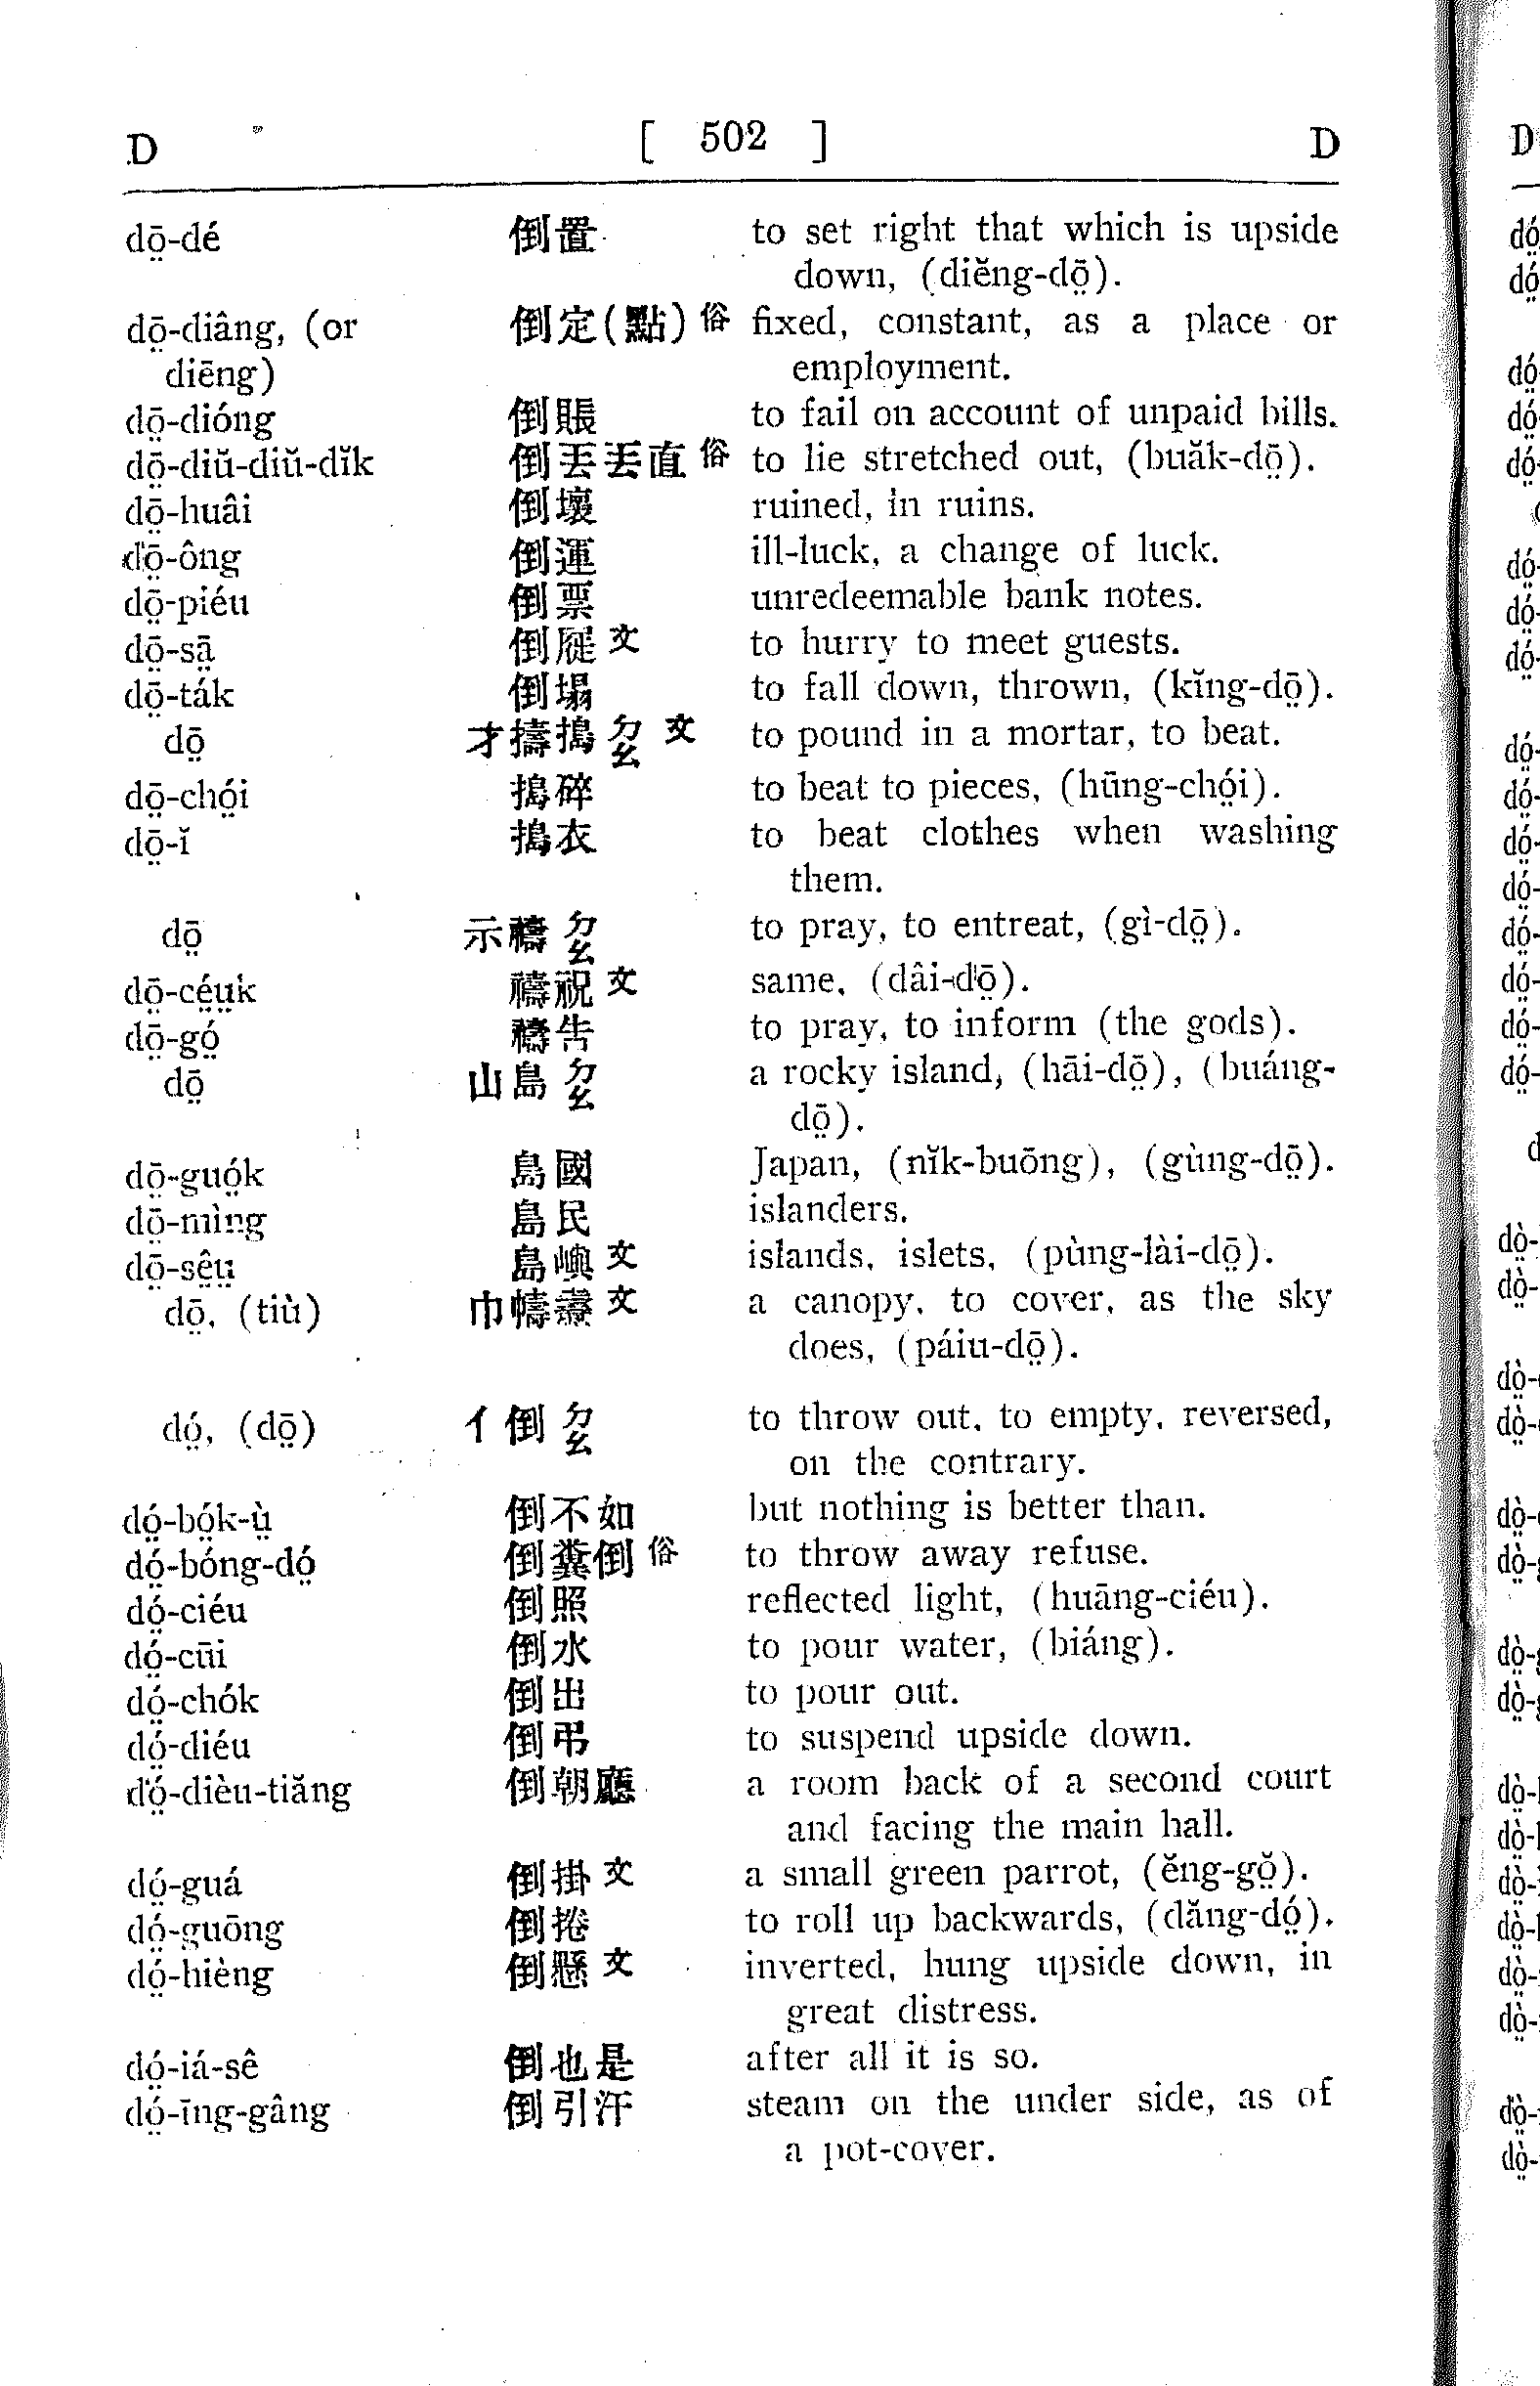 D [ 502 ] D
dō̤-dé 倒置 to set right that which is upside
down, (diĕng-dō̤).
dō̤-diâng, (or 倒定(點)俗 fixed, constant, as a place or
diēng) employment.
dō̤-dióng 倒賬 to fail on account of unpaid bills.
dō̤-diŭ-diŭ-dĭk 倒丟丟直俗 to lie stretched out, (buăk-dō̤).
dō̤-huâi 倒壞 ruined, in ruins.
dō̤-ông 倒運 ill-luck, a change of luck.
dō̤-piéu 倒票 unredeemable bank notes.
dō̤-sā̤ 倒屣文 to hurry to meet guests.
dō̤-ták 倒塌 to fall down, thrown, (kĭng-dō̤).
dō̤ 才擣搗ㄉㄠ文 to pound in a mortar, to beat.
dō̤-chó̤i 搗碎 to beat to pieces, (hūng-chó̤i).
dō̤-ĭ 搗衣 to beat clothes when washing
them.
dō̤ 示禱ㄉㄠ to pray, to entreat, (gì-dō̤).
dō̤-cé̤ṳk 禱祝文 same, (dâi-dō̤).
dō̤-gó̤ 禱告 to pray, to inform (the gods).
dō̤ 山島ㄉㄠ a rocky island, (hāi-dō̤), (buáng-
dō̤).
dō̤-guó̤k 島國 Japan, (nĭk-buōng), (gùng-dō̤).
dō̤-mìng 島民 islanders.
dō̤-sê̤ṳ 島嶼文 islands, islets, (pùng-lài-dō̤).
dō̤, (tiù) 巾幬翿文 a canopy, to cover, as the sky
does, (páiu-dō̤).
dó̤, (dō̤) 亻倒ㄉㄠ to throw out, to empty, reversed,
on the contrary.
dó̤-bó̤k-ṳ̀ 倒不如 but nothing is better than.
dó̤-bóng-dó̤ 倒糞倒俗 to throw away refuse.
dó̤-ciéu 倒照 reflected light, (huāng-ciéu).
dó̤-cūi 倒水 to pour water, (biáng).
dó̤-chók 倒出 to pour out.
dó̤-diéu 倒弔 to suspend upside down.
dó̤-dièu-tiăng 倒朝廳 a room back of a second court
and facing the main hall.
dó̤-guá 倒掛文 a small green parrot, (ĕng-gŏ̤).
dó̤-guōng 倒捲 to roll up backwards, (dăng-dó̤).
dó̤-hièng 倒懸文 inverted, hung upside down, in
great distress.
dó̤-iá-sê 倒也是 after all it is so.
dó̤-īng-gâng 倒引汗 steam on the under side, as of
a pot-cover.